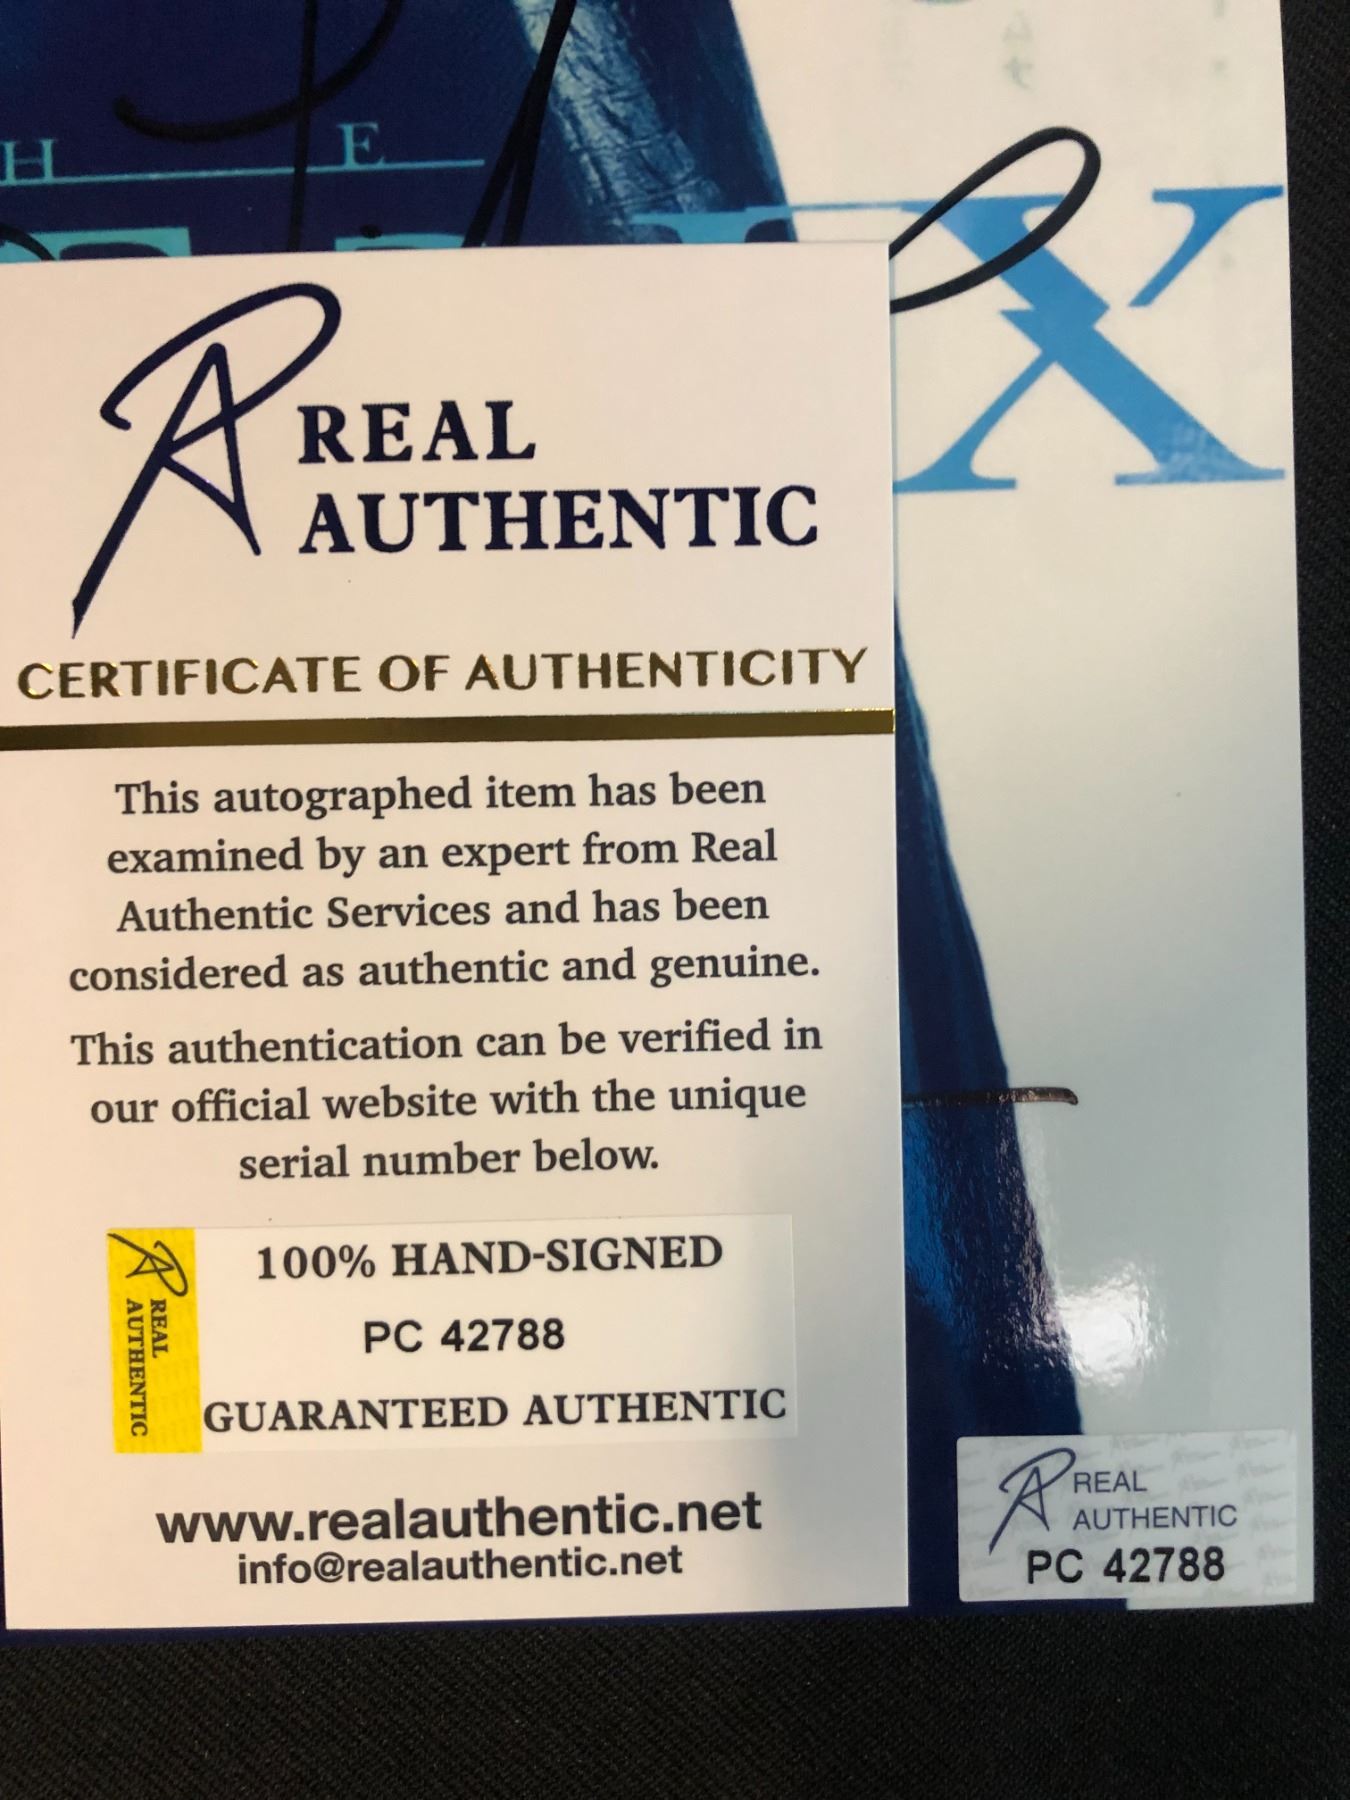 H E
X
REAL
AUTHENTIC
CERTIFICATE OF AUTHENTICITY
This autographed item has been
examined by an expert from Real
Authentic Services and has been
considered as authentic and genuine.
This authentication can be verified in
our official website with the unique
serial number below.
REAL
AUTHENTIC
100% HAND-SIGNED
PC 42788
GUARANTEED AUTHENTIC
www.realauthentic.net
info@realauthentic.net
REAL
AUTHENTIC
PC 42788